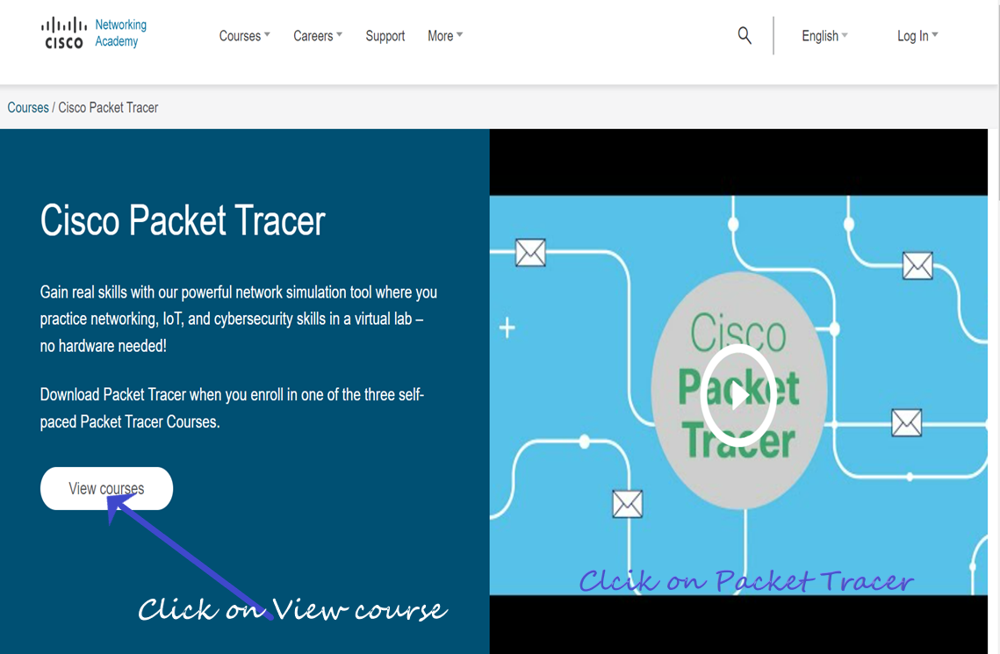 CISCO
Networking
Academy
Courses
Careers
Support
More
English
Log In
Courses / Cisco Packet Tracer
Cisco Packet Tracer
Gain real skills with our powerful network simulation tool where you
practice networking, IoT, and cybersecurity skills in a virtual lab –
no hardware needed!
Download Packet Tracer when you enroll in one of the three self-
paced Packet Tracer Courses.
View courses
Click on View course
Cisco
Packet
Tracer
Clcik on Packet Tracer